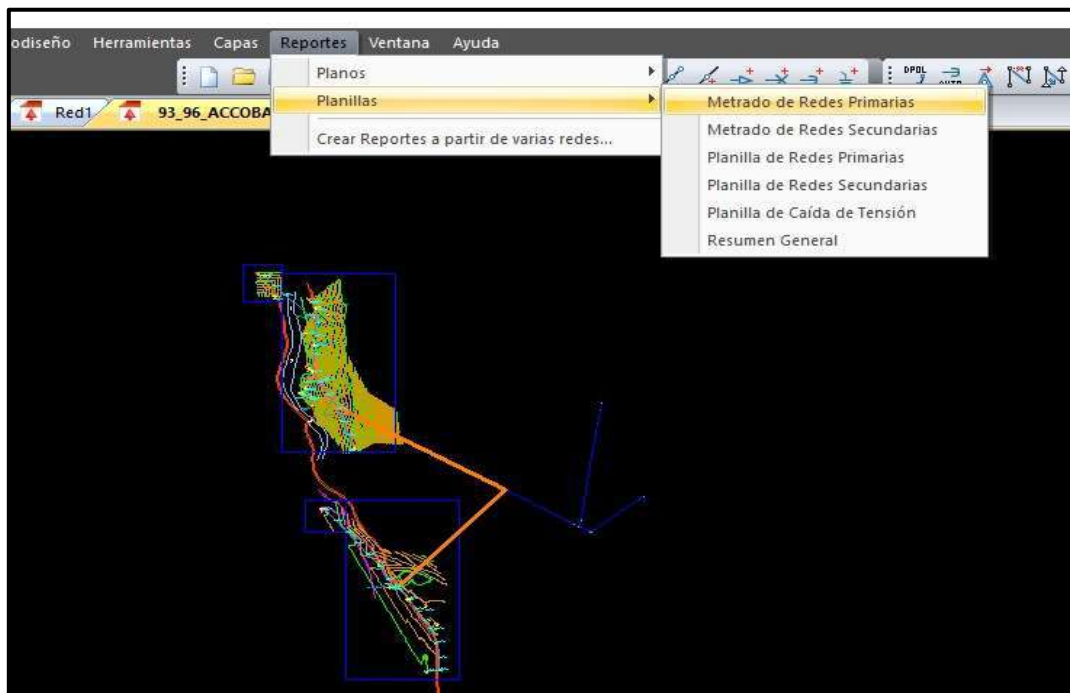 odiseño Herramientas Capas Reportes Ventana Ayuda
Planos
Planillas
Crear Reportes a partir de varias redes...
Metrado de Redes Primarias
Metrado de Redes Secundarias
Planilla de Redes Primarias
Planilla de Redes Secundarias
Planilla de Caída de Tensión
Resumen General
DPDL
Red1
93_96_ACCOBA